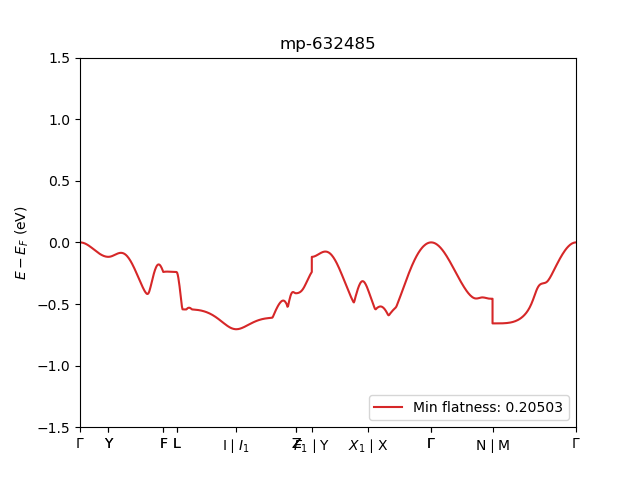 mp-632485
E − E_F (eV)
1.5
1.0
0.5
0.0
−0.5
−1.0
−1.5
Min flatness: 0.20503
Γ Y F L I | I₁ Z F₁ | Y X₁ | X Γ N | M Γ